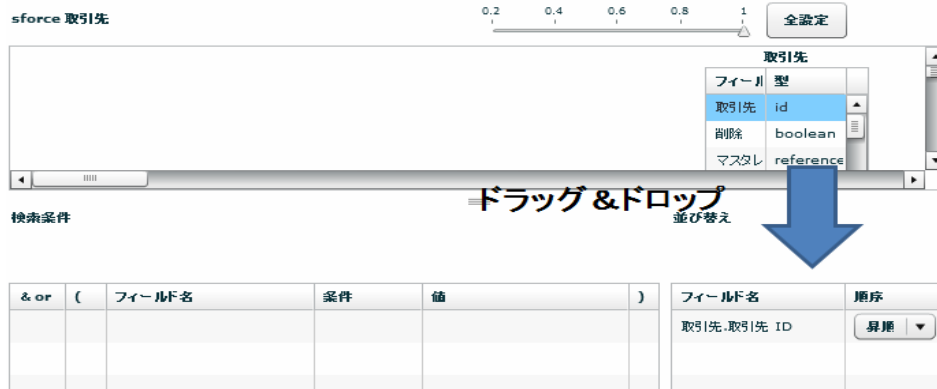 sforce 取引先
0.2 0.4 0.6 0.8 1
全設定
取引先
フィール 型
取引先 id
削除 boolean
マスタレ reference
ドラッグ &ドロップ
検索条件
並び替え
& or ( フィールド名 条件 値 )
フィールド名 順序
取引先.取引先 ID 昇順